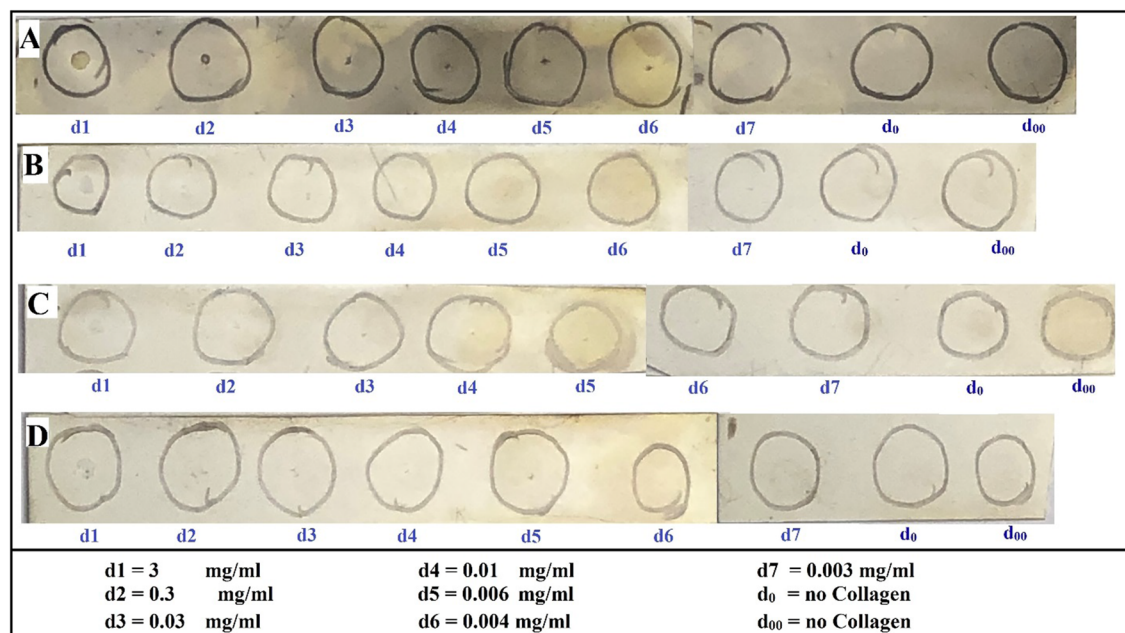 A
d1 d2 d3 d4 d5 d6 d7 d₀ d₀₀
B
d1 d2 d3 d4 d5 d6 d7 d₀ d₀₀
C
d1 d2 d3 d4 d5 d6 d7 d₀ d₀₀
D
d1 d2 d3 d4 d5 d6 d7 d₀ d₀₀
d1 = 3 mg/ml d4 = 0.01 mg/ml d7 = 0.003 mg/ml
d2 = 0.3 mg/ml d5 = 0.006 mg/ml d₀ = no Collagen
d3 = 0.03 mg/ml d6 = 0.004 mg/ml d₀₀ = no Collagen